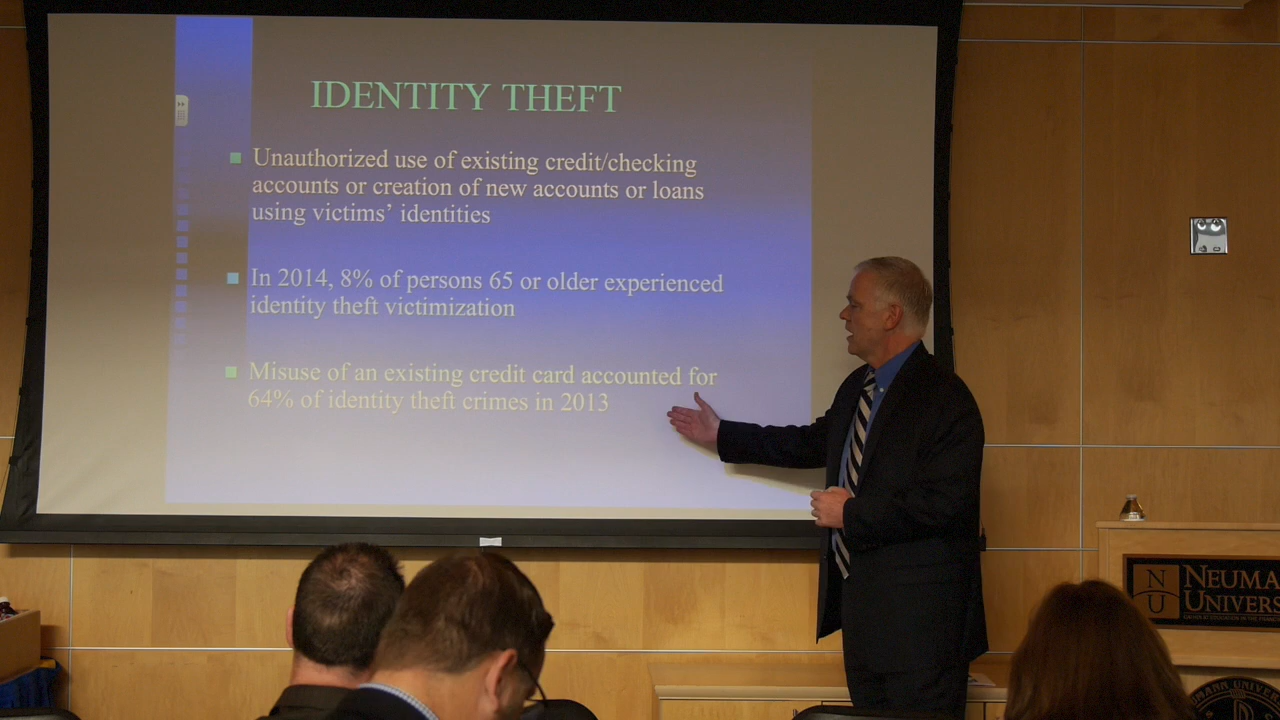 IDENTITY THEFT
Unauthorized use of existing credit/checking
accounts or creation of new accounts or loans
using victims’ identities
In 2014, 8% of persons 65 or older experienced
identity theft victimization
Misuse of an existing credit card accounted for
64% of identity theft crimes in 2013
NU
NEUMA
UNIVERS